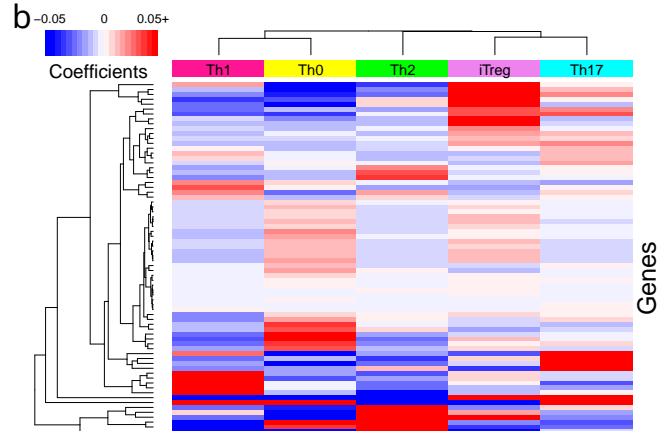 b
−0.05 0 0.05+
Coefficients
Th1 Th0 Th2 iTreg Th17
Genes